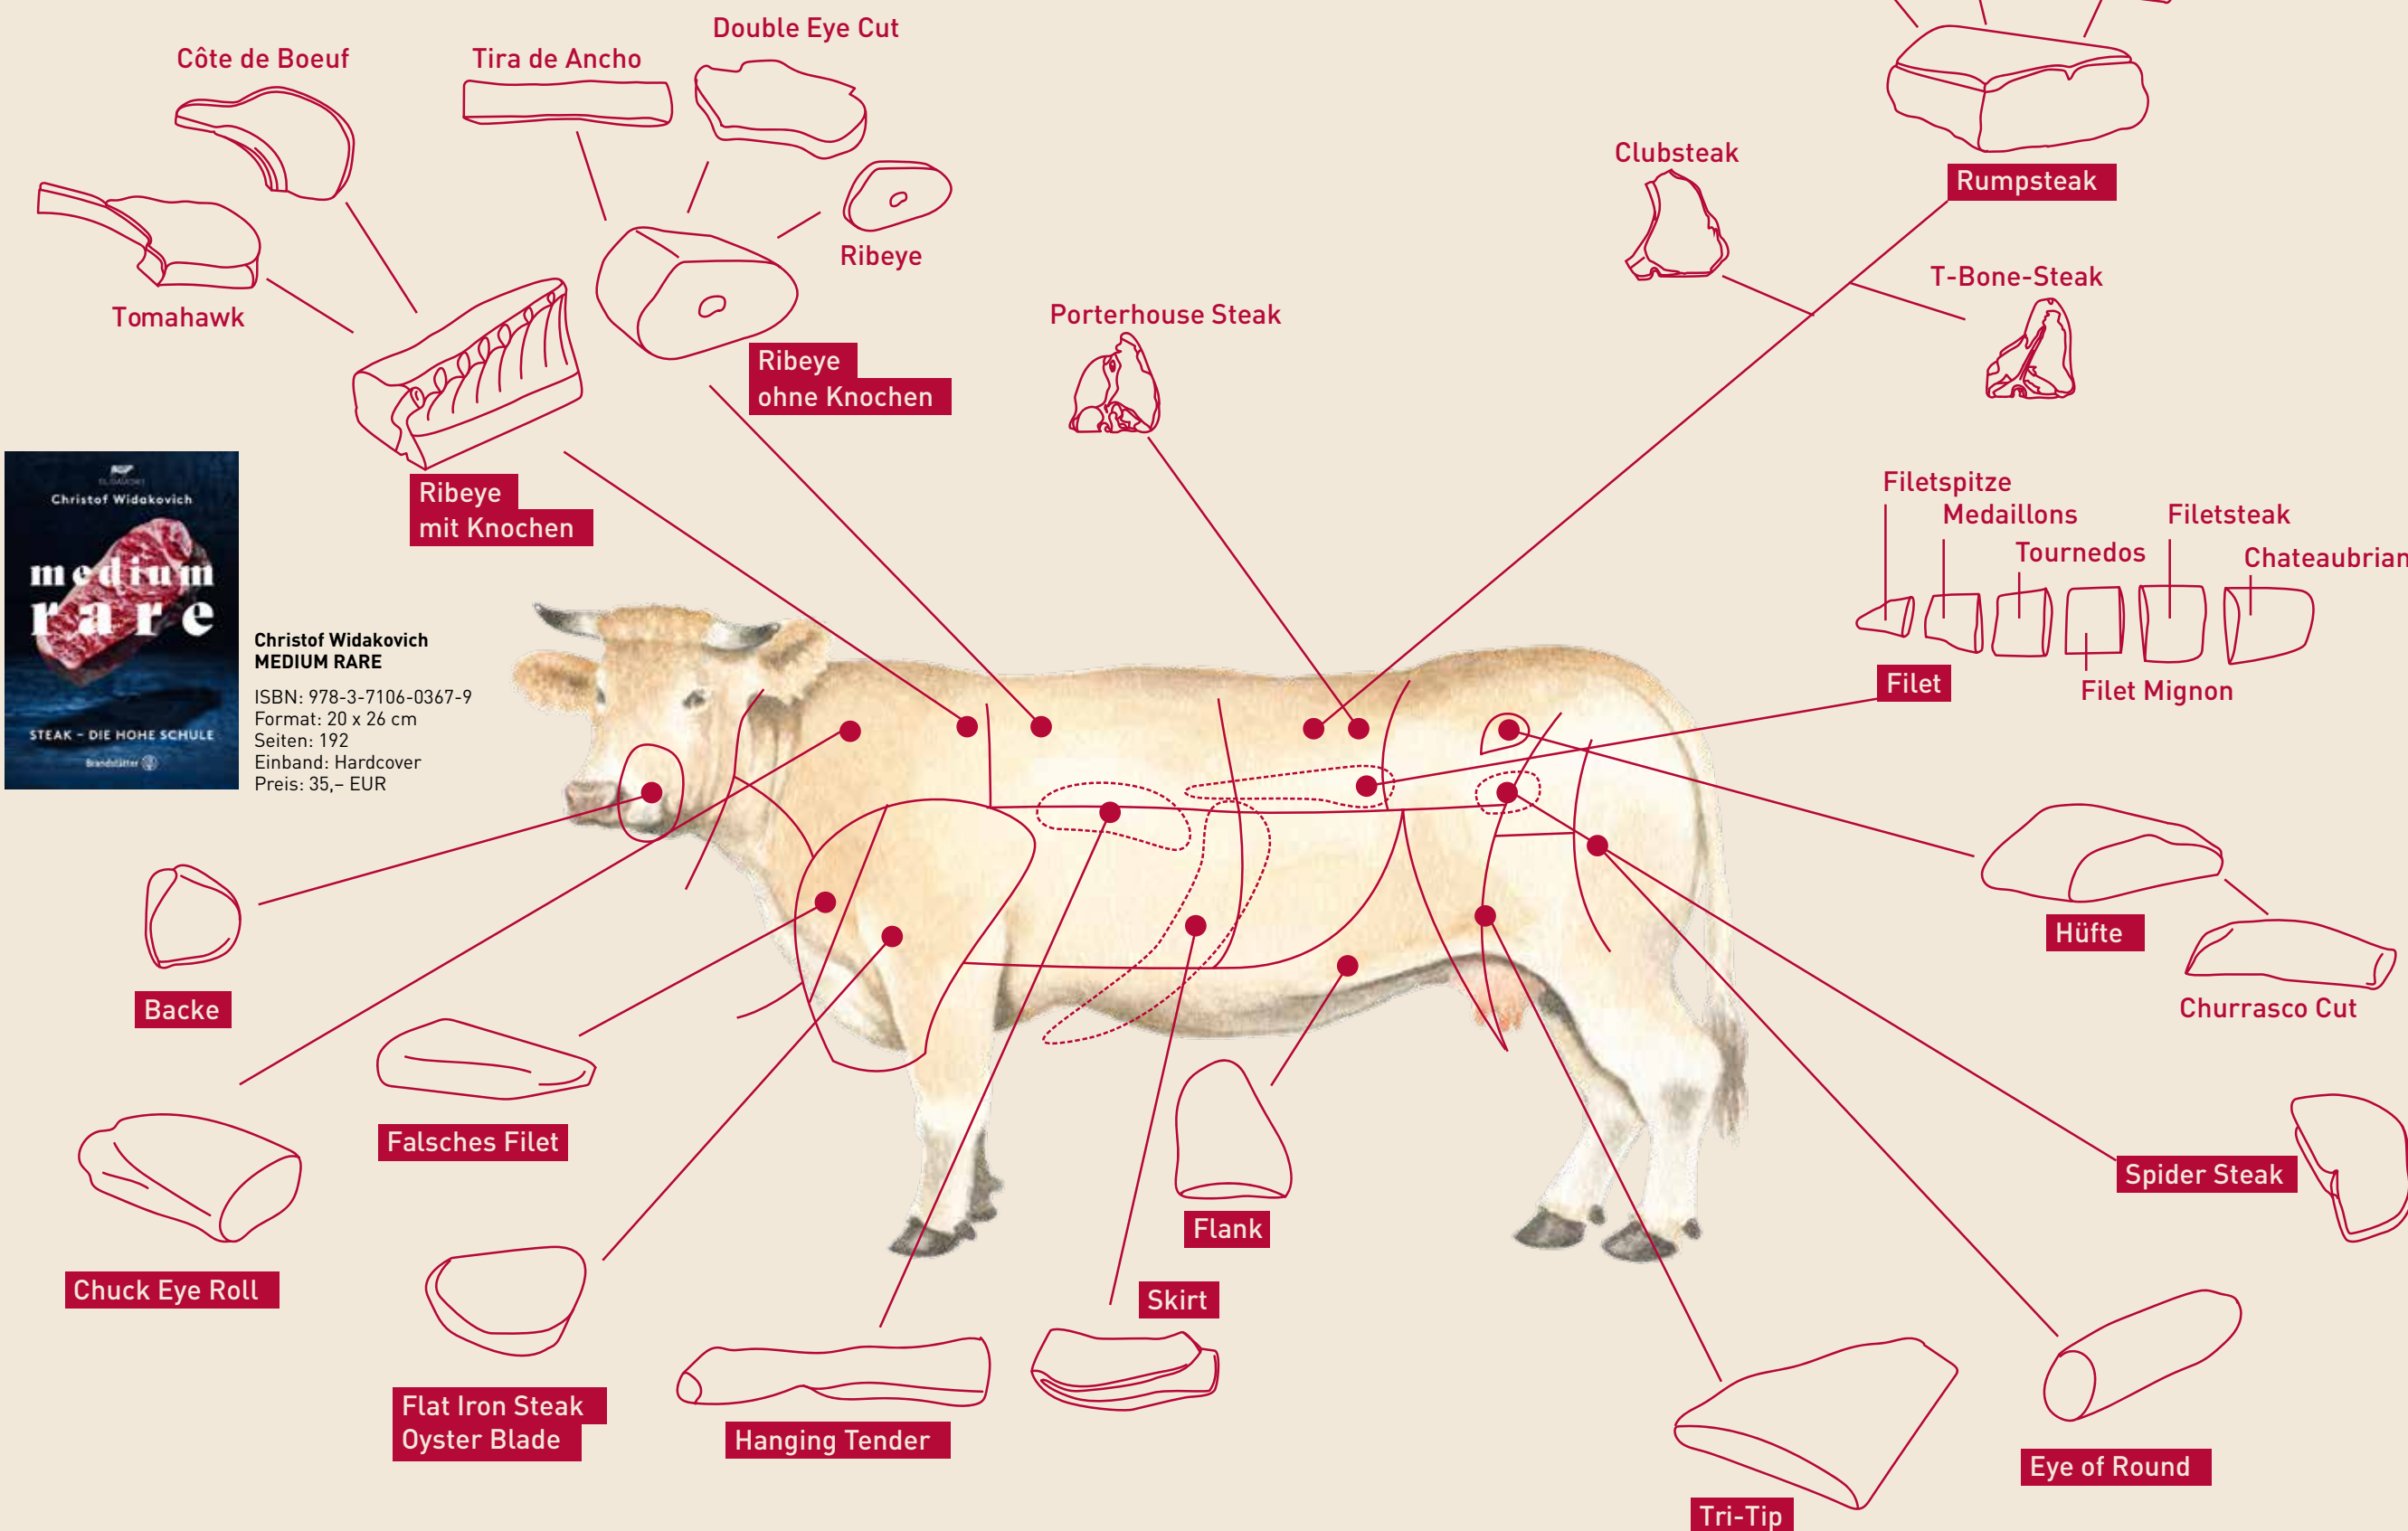 Double Eye Cut
Côte de Boeuf
Tira de Ancho
Clubsteak
Rumpsteak
Ribeye
T-Bone-Steak
Tomahawk
Porterhouse Steak
Ribeye
ohne Knochen
Ribeye
mit Knochen
Filetspitze
Medaillons
Filetsteak
Tournedos
Chateaubrian
Filet
Filet Mignon
Christof Widakovich
medium
rare
STEAK – DIE HOHE SCHULE
Brandstätter
Christof Widakovich
MEDIUM RARE
ISBN: 978-3-7106-0367-9
Format: 20 x 26 cm
Seiten: 192
Einband: Hardcover
Preis: 35,– EUR
Hüfte
Churrasco Cut
Backe
Falsches Filet
Spider Steak
Flank
Chuck Eye Roll
Skirt
Flat Iron Steak
Oyster Blade
Hanging Tender
Eye of Round
Tri-Tip